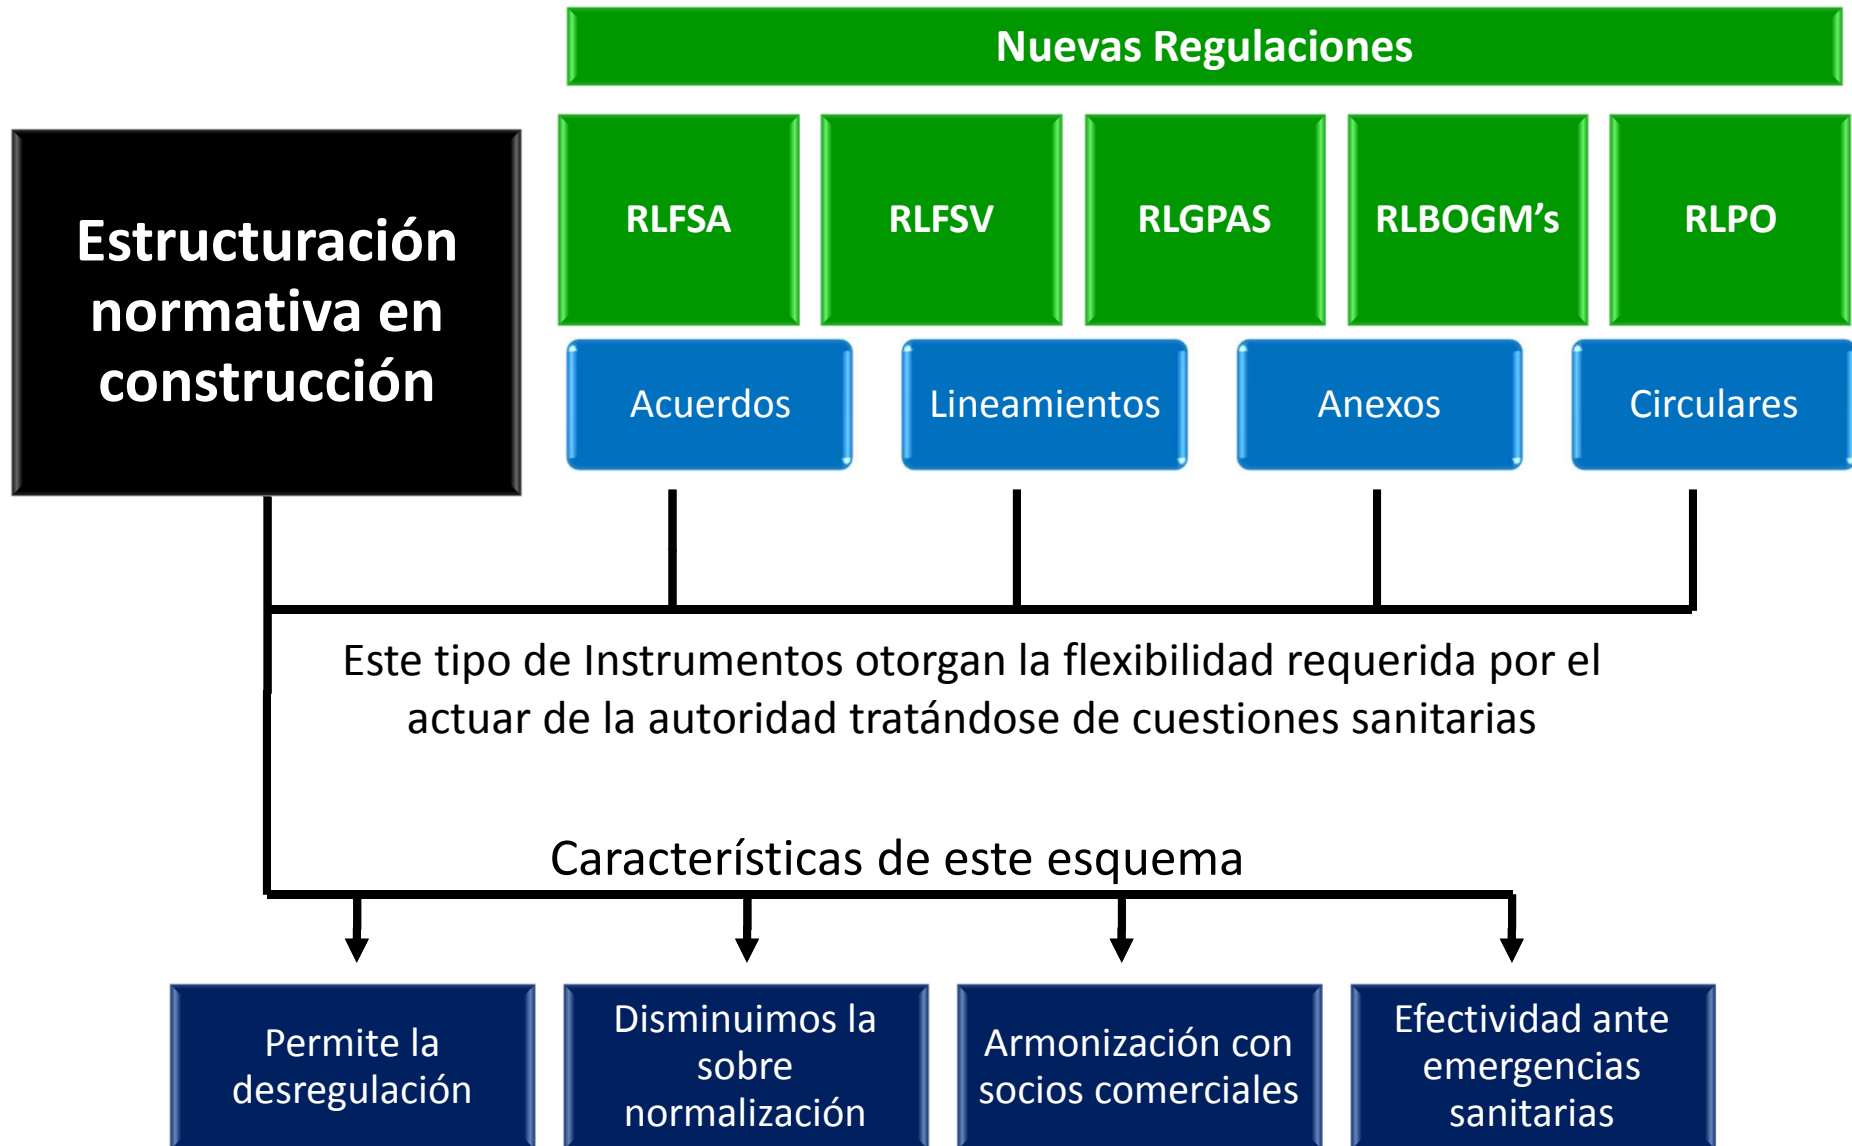 Nuevas Regulaciones
Estructuración
normativa en
construcción
RLFSA
RLFSV
RLGPAS
RLBOGM’s
RLPO
Acuerdos
Lineamientos
Anexos
Circulares
Este tipo de Instrumentos otorgan la flexibilidad requerida por el
actuar de la autoridad tratándose de cuestiones sanitarias
Características de este esquema
Permite la
desregulación
Disminuimos la
sobre
normalización
Armonización con
socios comerciales
Efectividad ante
emergencias
sanitarias